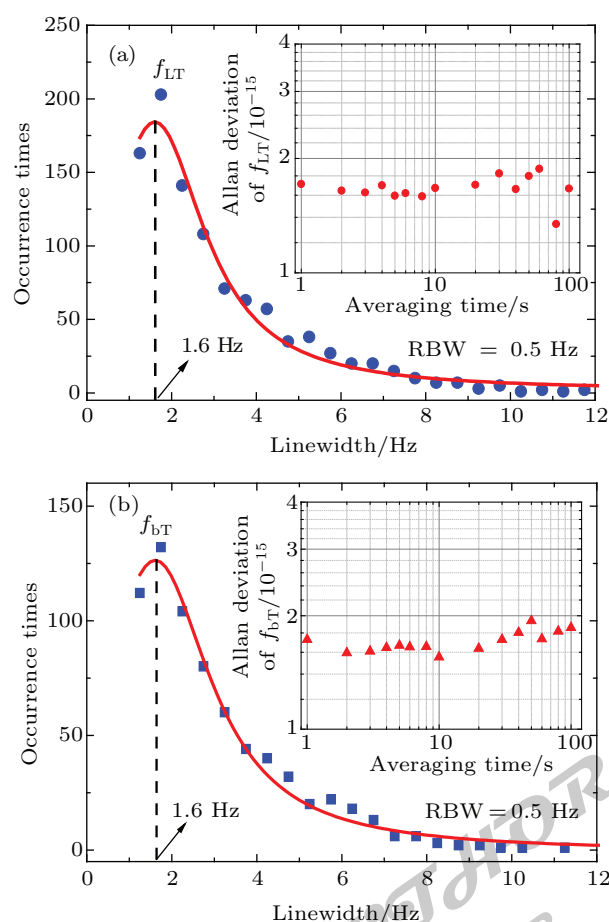 (a)
f_LT
Occurrence times
250
200
150
100
50
0
1.6 Hz
RBW = 0.5 Hz
0 2 4 6 8 10 12
Linewidth/Hz
Allan deviation
of f_LT/10^−15
4
3
2
1
1 10 100
Averaging time/s
(b)
f_bT
Occurrence times
150
100
50
0
1.6 Hz
RBW = 0.5 Hz
0 2 4 6 8 10 12
Linewidth/Hz
Allan deviation
of f_bT/10^−15
4
3
2
1
1 10 100
Averaging time/s